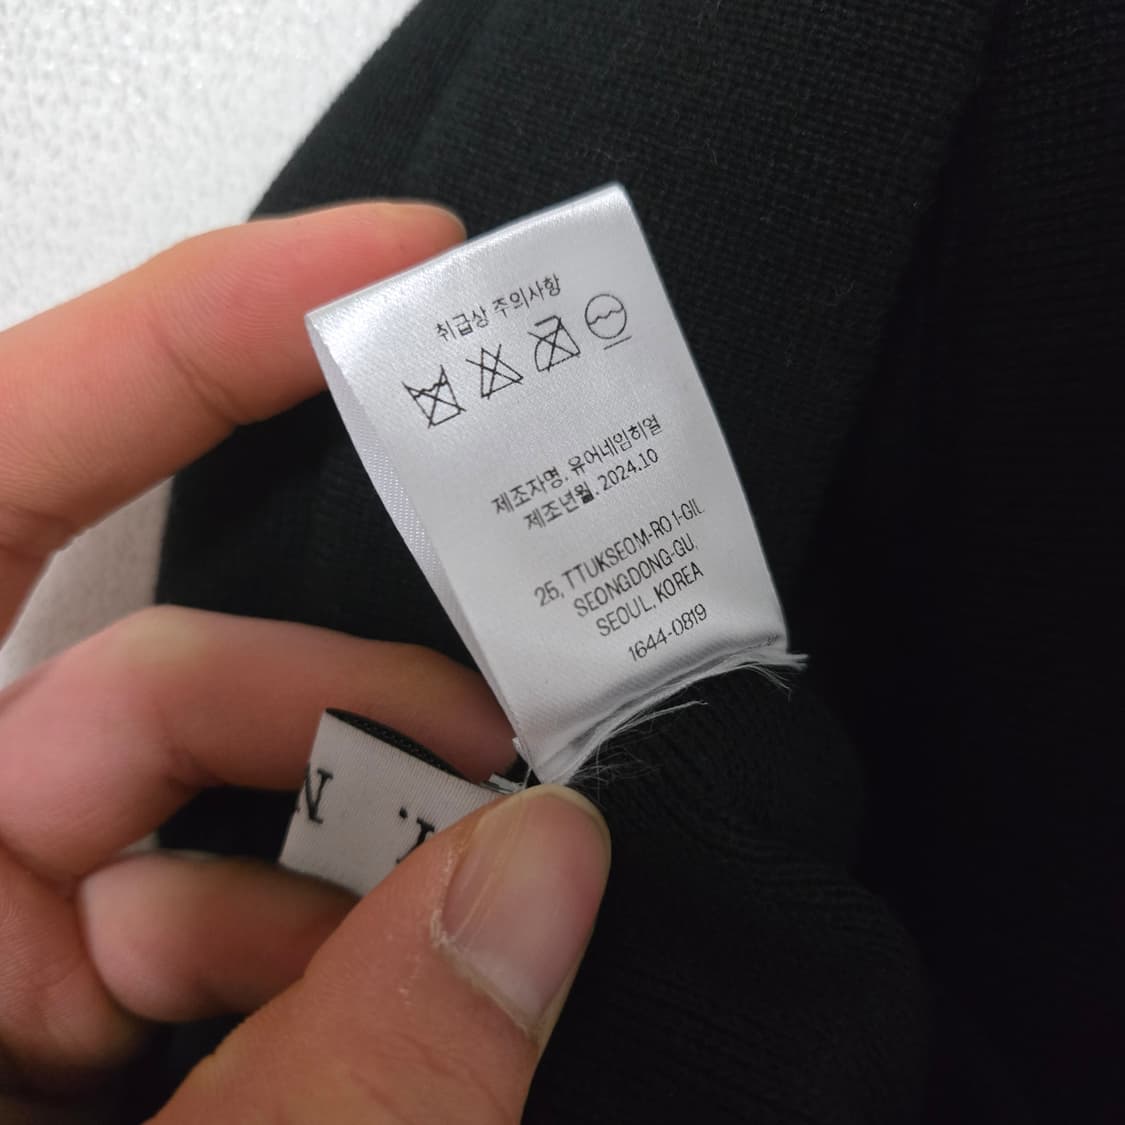 취급상 주의사항
제조자명. 유어네임히얼
제조년월. 2024.10
25, TTUKSEOM-RO 1-GIL
SEONGDONG-GU,
SEOUL, KOREA
1644-0819
N